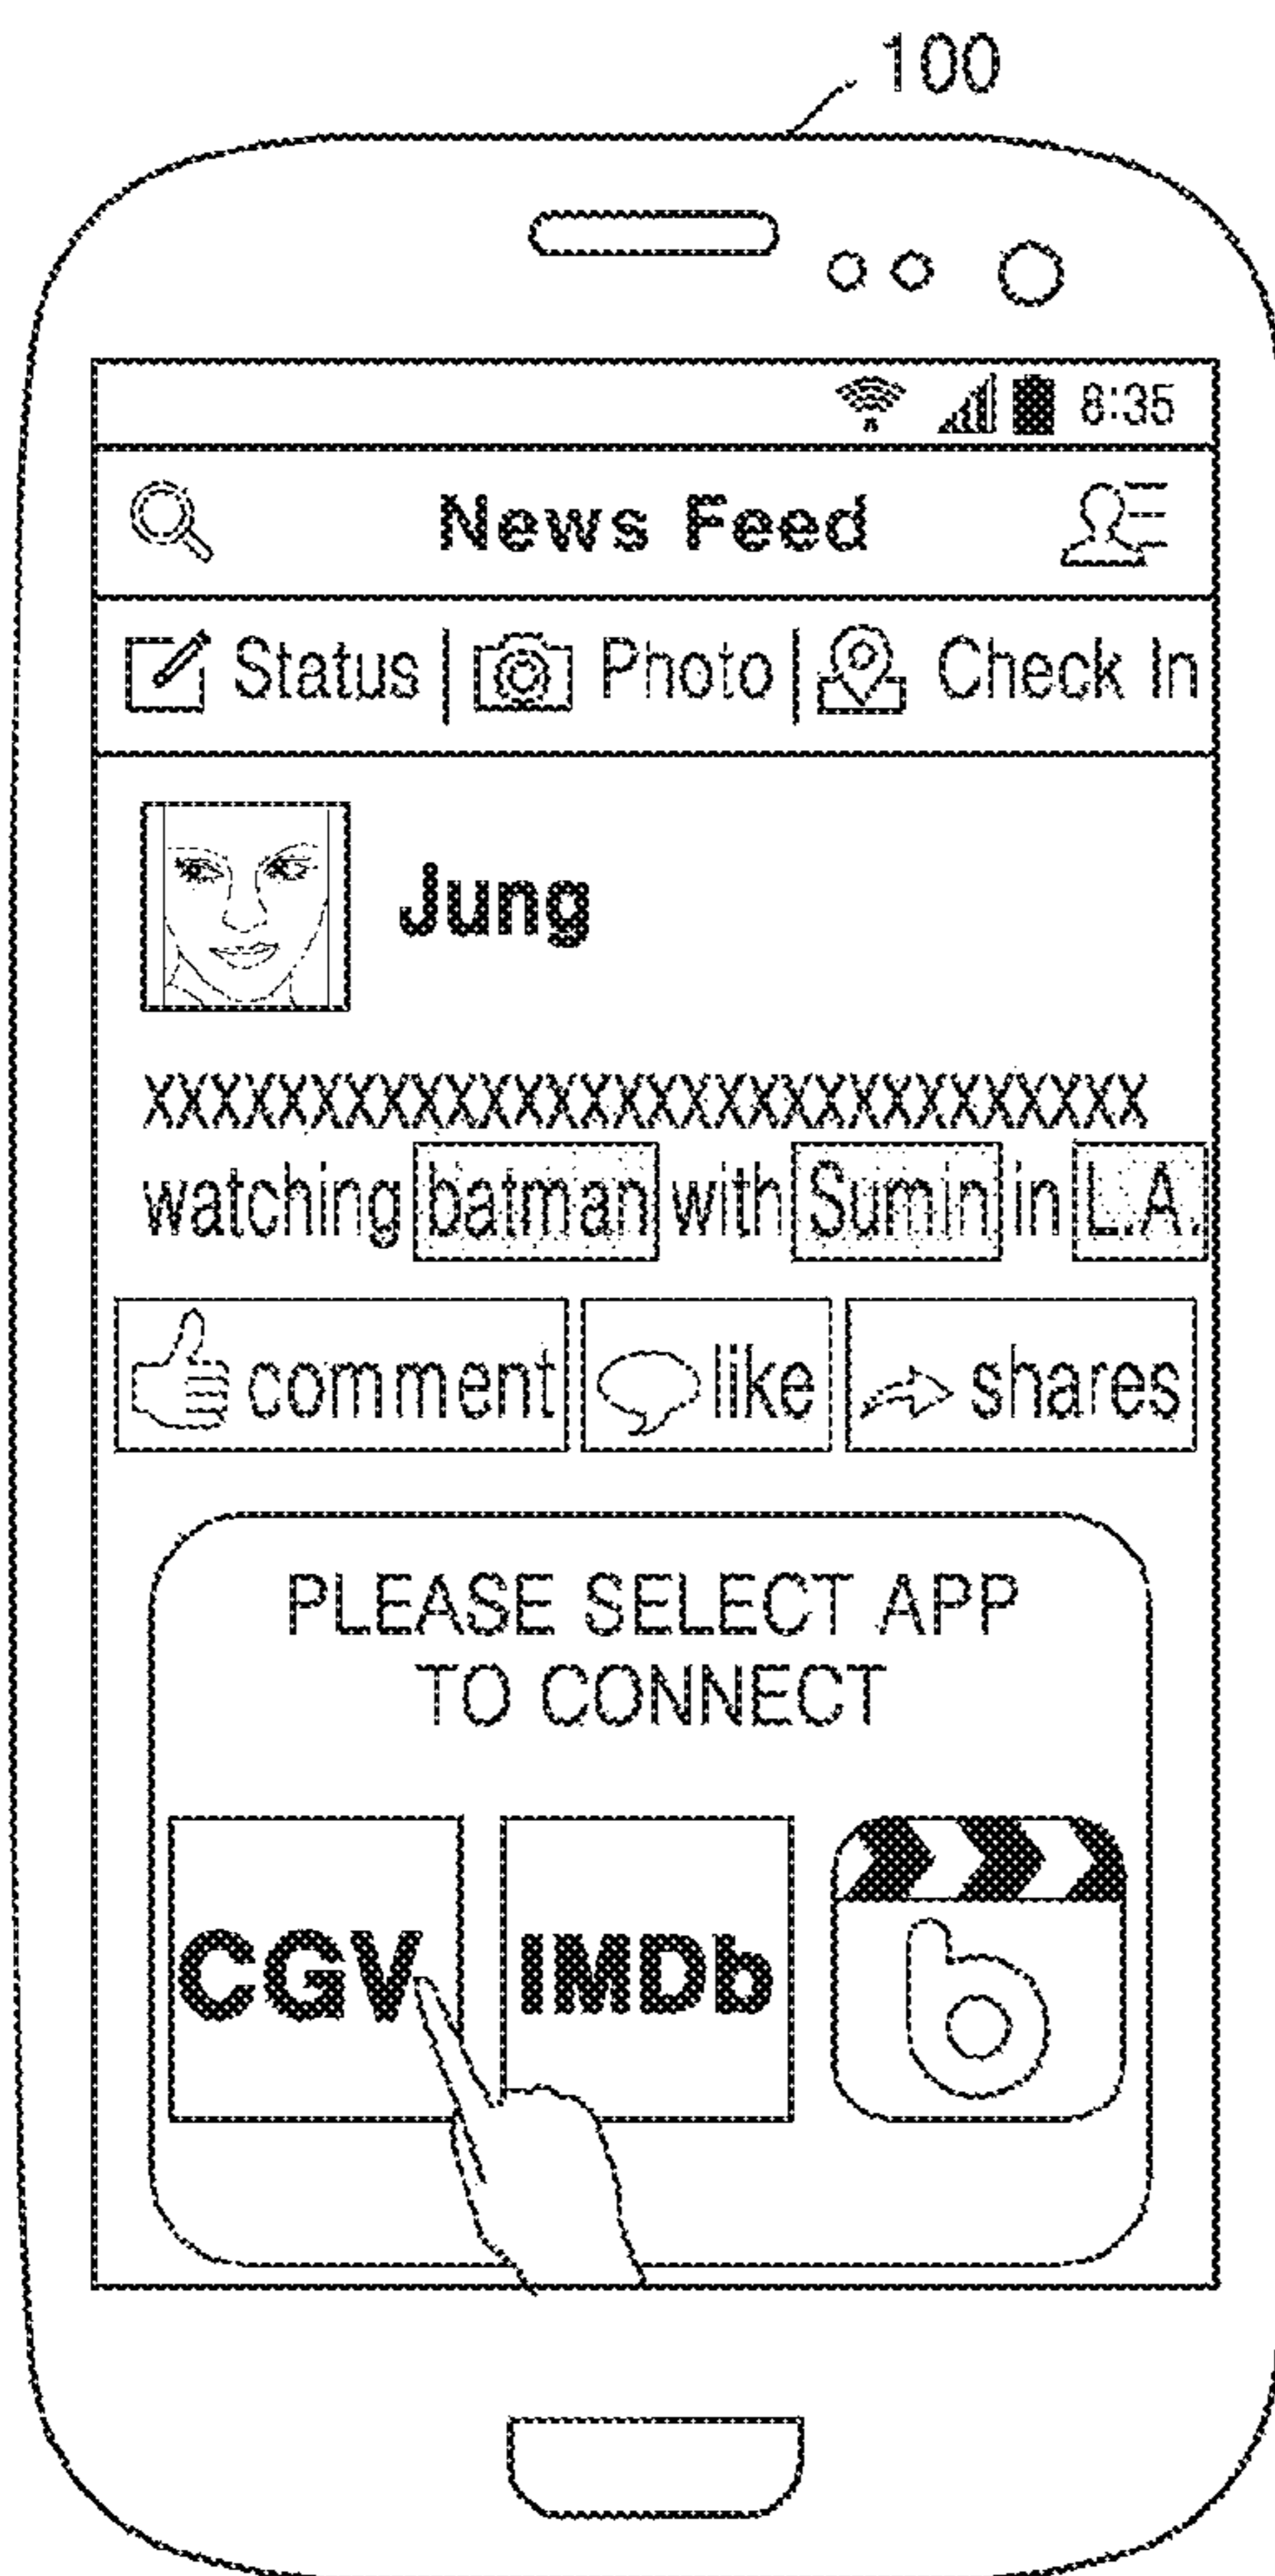 100
8:35
News Feed
Status | Photo | Check In
Jung
XXXXXXXXXXXXXXXXXXXXXXXXXXXXXX
watching batman with Sumin in L.A.
comment like shares
PLEASE SELECT APP
TO CONNECT
CGV IMDb b